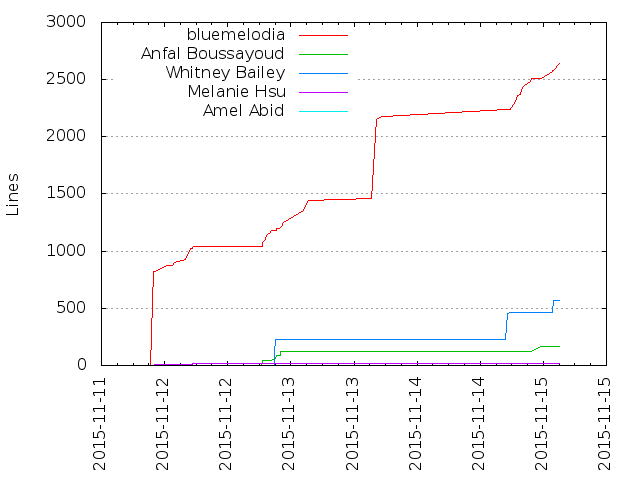 3000
2500
2000
1500
1000
500
0
Lines
bluemelodia
Anfal Boussayoud
Whitney Bailey
Melanie Hsu
Amel Abid
2015-11-11
2015-11-12
2015-11-12
2015-11-13
2015-11-13
2015-11-14
2015-11-14
2015-11-15
2015-11-15